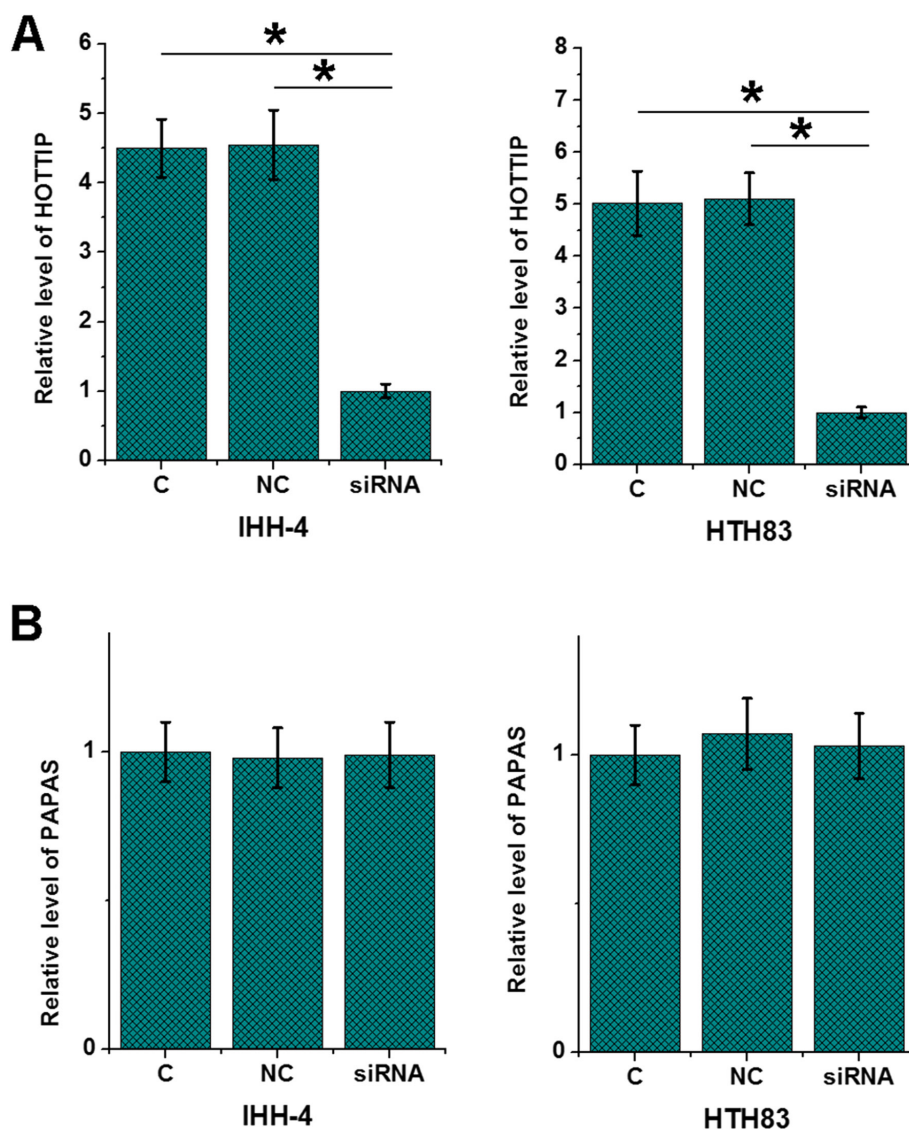 A
Relative level of HOTTIP
6
5
4
3
2
1
0
*
*
C NC siRNA
IHH-4
Relative level of HOTTIP
8
7
6
5
4
3
2
1
0
*
*
C NC siRNA
HTH83
B
Relative level of PAPAS
1
0
C NC siRNA
IHH-4
Relative level of PAPAS
1
0
C NC siRNA
HTH83